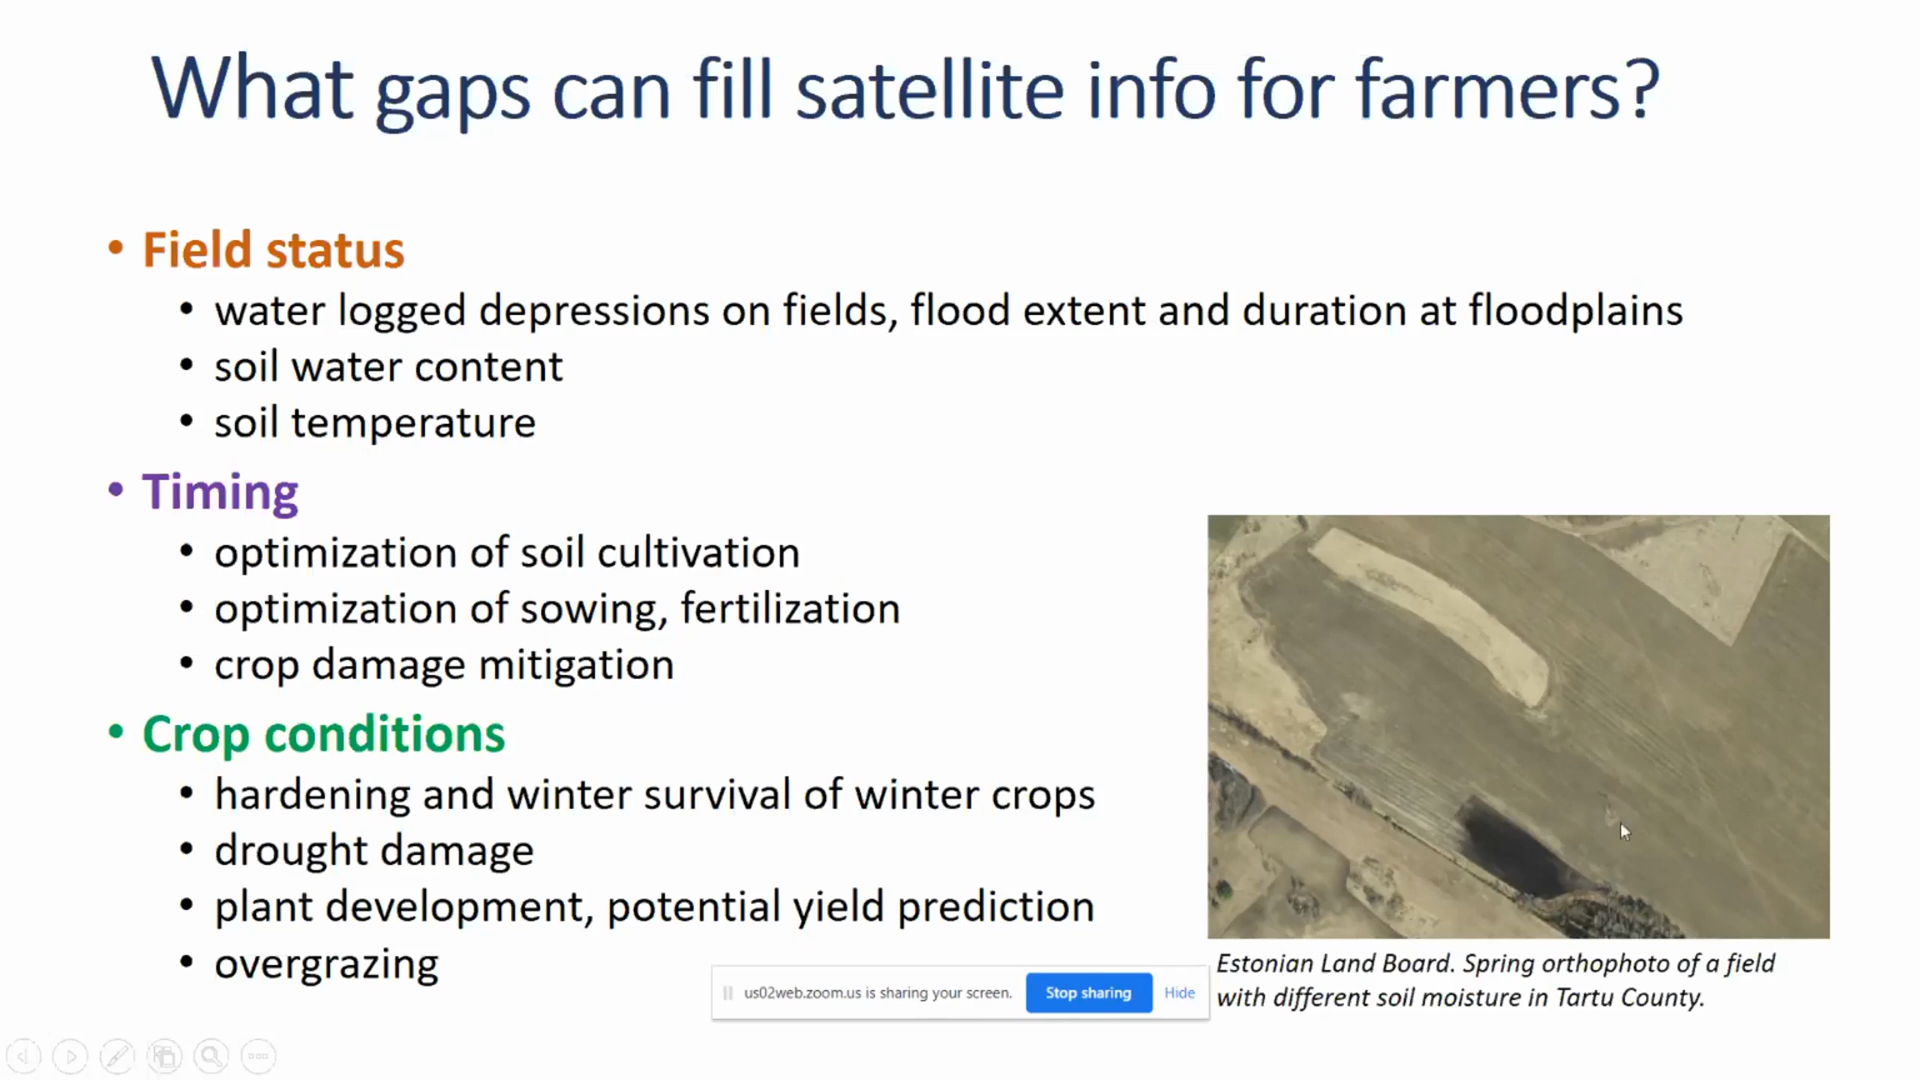 What gaps can fill satellite info for farmers?
• Field status
• water logged depressions on fields, flood extent and duration at floodplains
• soil water content
• soil temperature
• Timing
• optimization of soil cultivation
• optimization of sowing, fertilization
• crop damage mitigation
• Crop conditions
• hardening and winter survival of winter crops
• drought damage
• plant development, potential yield prediction
• overgrazing
Estonian Land Board. Spring orthophoto of a field
with different soil moisture in Tartu County.
us02web.zoom.us is sharing your screen. Stop sharing Hide